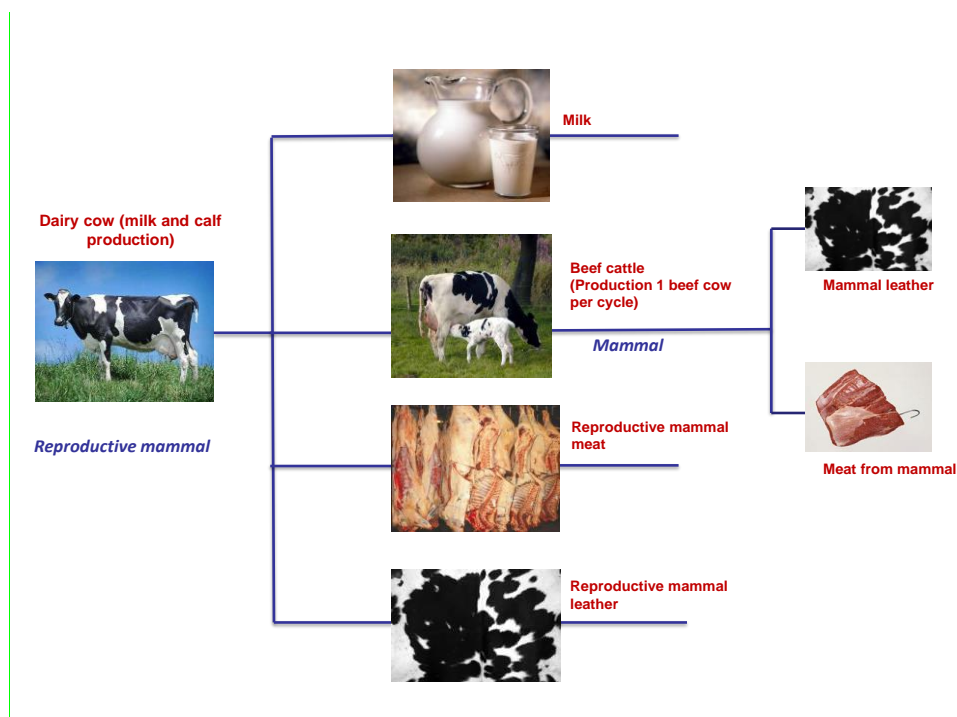 Milk
Dairy cow (milk and calf
production)
Reproductive mammal
Beef cattle
(Production 1 beef cow
per cycle)
Mammal
Mammal leather
Meat from mammal
Reproductive mammal
meat
Reproductive mammal
leather